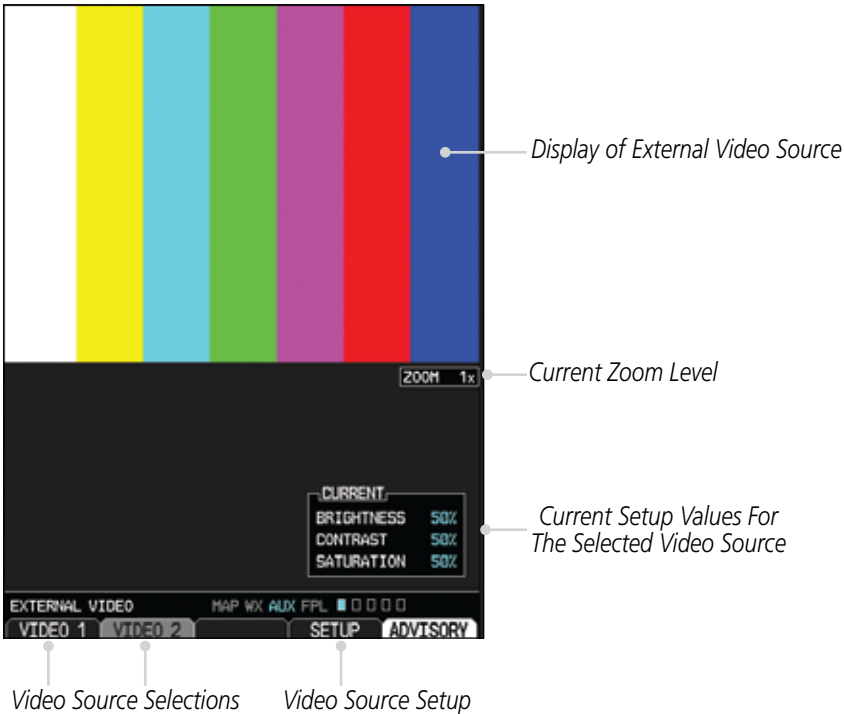 Display of External Video Source
ZOOM 1x
Current Zoom Level
CURRENT
BRIGHTNESS 50%
CONTRAST 50%
SATURATION 50%
Current Setup Values For
The Selected Video Source
EXTERNAL VIDEO MAP WX AUX FPL
VIDEO 1 VIDEO 2 SETUP ADVISORY
Video Source Selections Video Source Setup